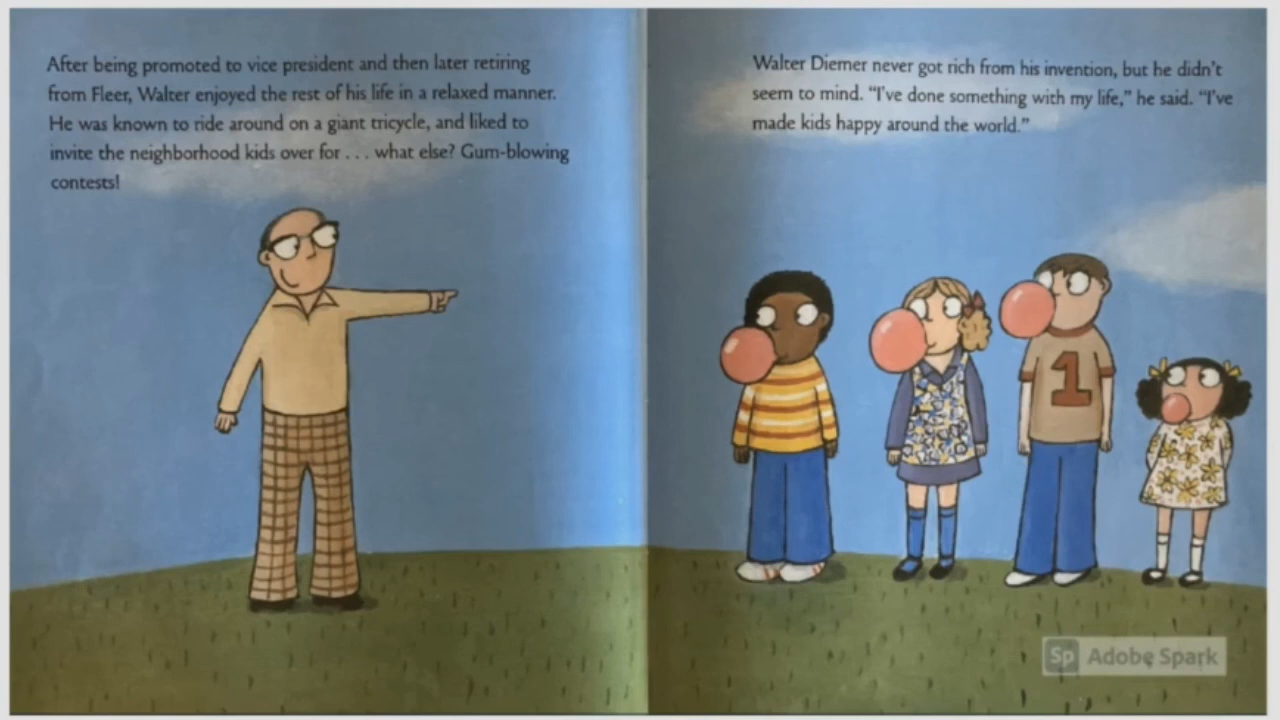 After being promoted to vice president and then later retiring
from Fleer, Walter enjoyed the rest of his life in a relaxed manner.
He was known to ride around on a giant tricycle, and liked to
invite the neighborhood kids over for . . . what else? Gum-blowing
contests!
Walter Diemer never got rich from his invention, but he didn't
seem to mind. “I've done something with my life,” he said. “I've
made kids happy around the world.”
1
Sp Adobe Spark